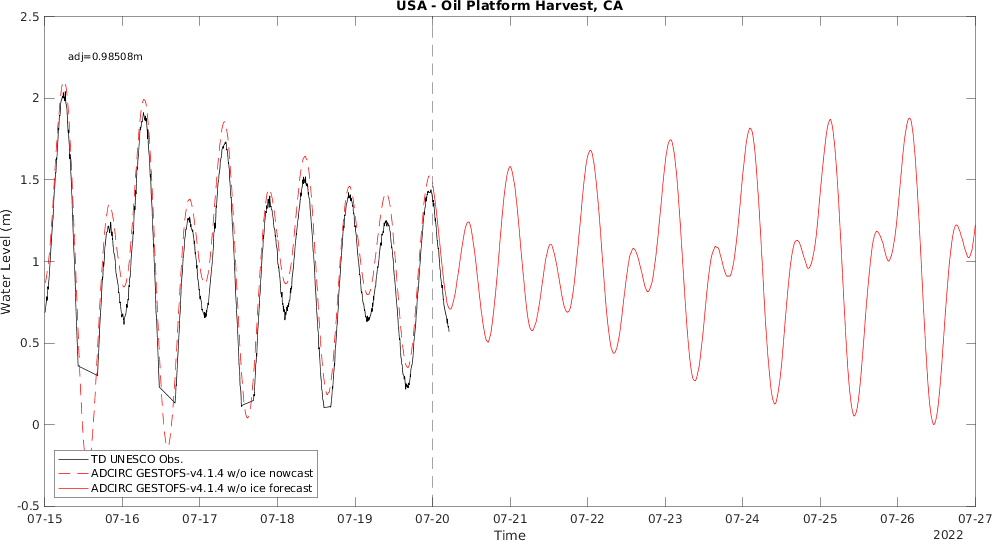 USA - Oil Platform Harvest, CA
adj=0.98508m
Water Level (m)
2.5
2
1.5
1
0.5
0
-0.5
TD UNESCO Obs.
ADCIRC GESTOFS-v4.1.4 w/o ice nowcast
ADCIRC GESTOFS-v4.1.4 w/o ice forecast
07-15 07-16 07-17 07-18 07-19 07-20 07-21 07-22 07-23 07-24 07-25 07-26 07-27
Time
2022